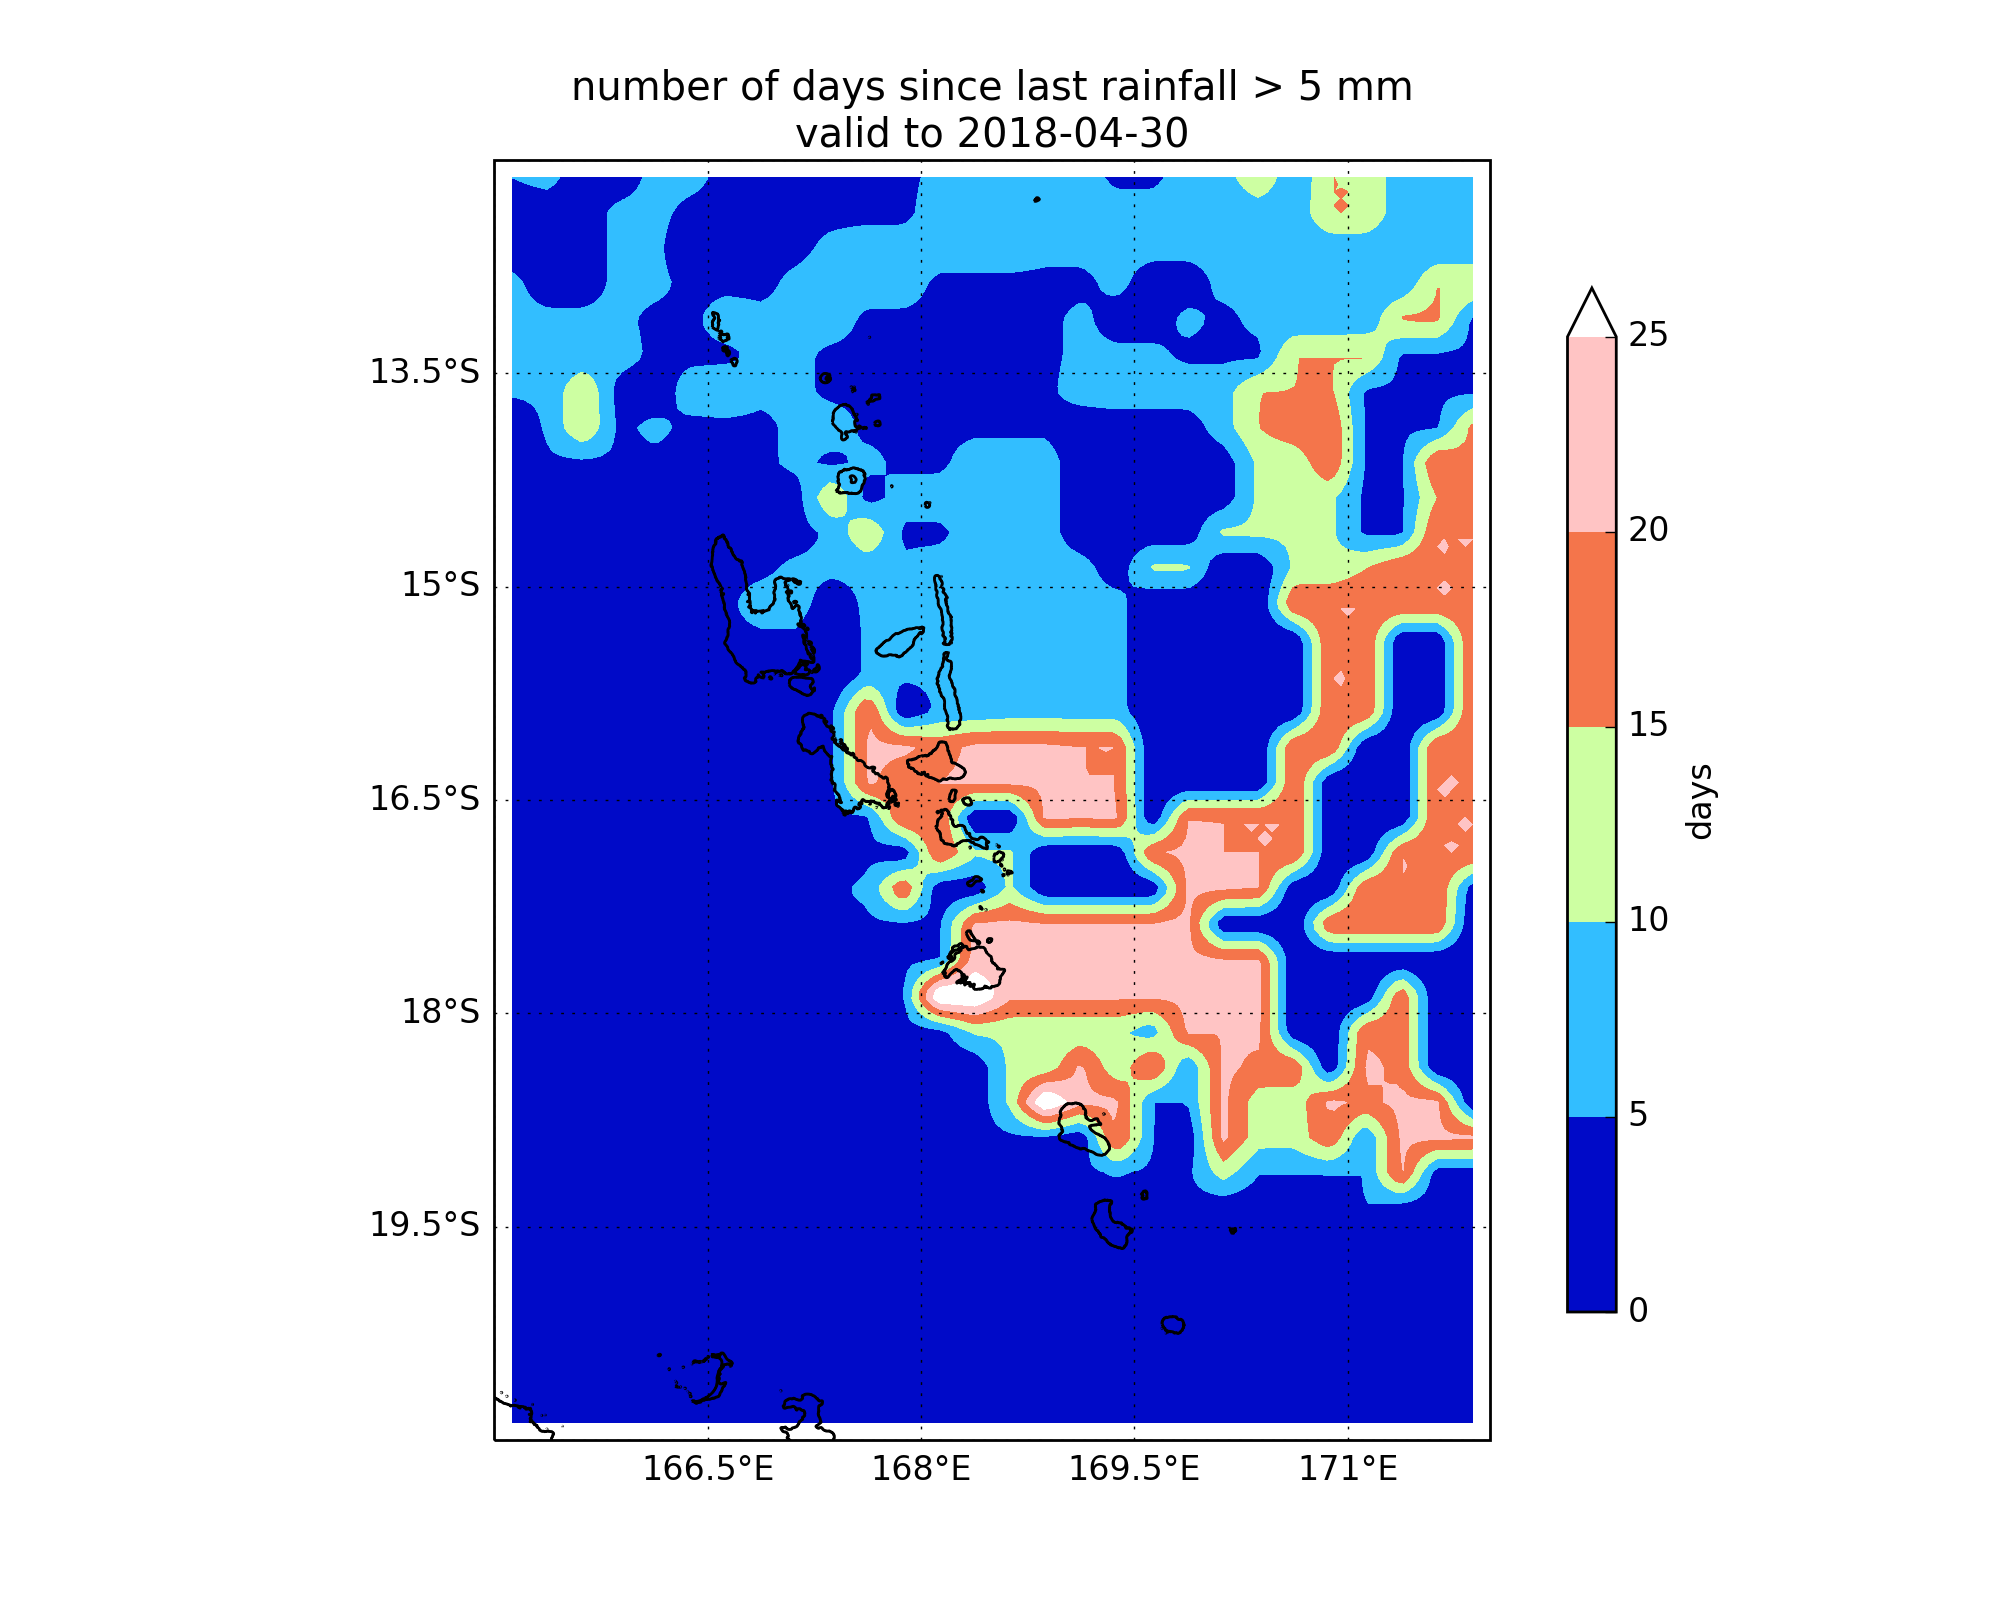 number of days since last rainfall > 5 mm
valid to 2018-04-30
13.5°S
15°S
16.5°S
18°S
19.5°S
166.5°E
168°E
169.5°E
171°E
25
20
15
10
5
0
days